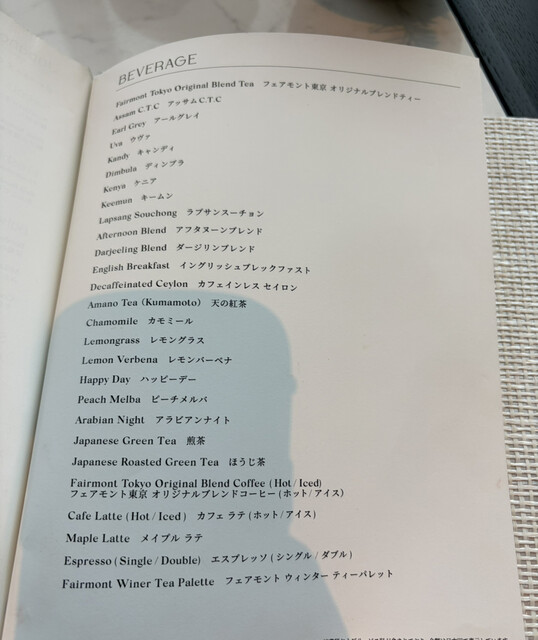 BEVERAGE
Fairmont Tokyo Original Blend Tea フェアモント東京 オリジナルブレンドティー
Assam C.T.C アッサムC.T.C
Earl Grey アールグレイ
Uva ウヴァ
Kandy キャンディ
Dimbula ディンブラ
Kenya ケニア
Keemun キームン
Lapsang Souchong ラプサンスーチョン
Afternoon Blend アフタヌーンブレンド
Darjeeling Blend ダージリンブレンド
English Breakfast イングリッシュブレックファスト
Decaffeinated Ceylon カフェインレス セイロン
Amano Tea (Kumamoto) 天の紅茶
Chamomile カモミール
Lemongrass レモングラス
Lemon Verbena レモンバーベナ
Happy Day ハッピーデー
Peach Melba ピーチメルバ
Arabian Night アラビアンナイト
Japanese Green Tea 煎茶
Japanese Roasted Green Tea ほうじ茶
Fairmont Tokyo Original Blend Coffee (Hot / Iced)
フェアモント東京 オリジナルブレンドコーヒー (ホット/アイス)
Cafe Latte (Hot / Iced) カフェ ラテ (ホット/アイス)
Maple Latte メイプル ラテ
Espresso (Single / Double) エスプレッソ (シングル / ダブル)
Fairmont Winer Tea Palette フェアモント ウィンター ティーパレット